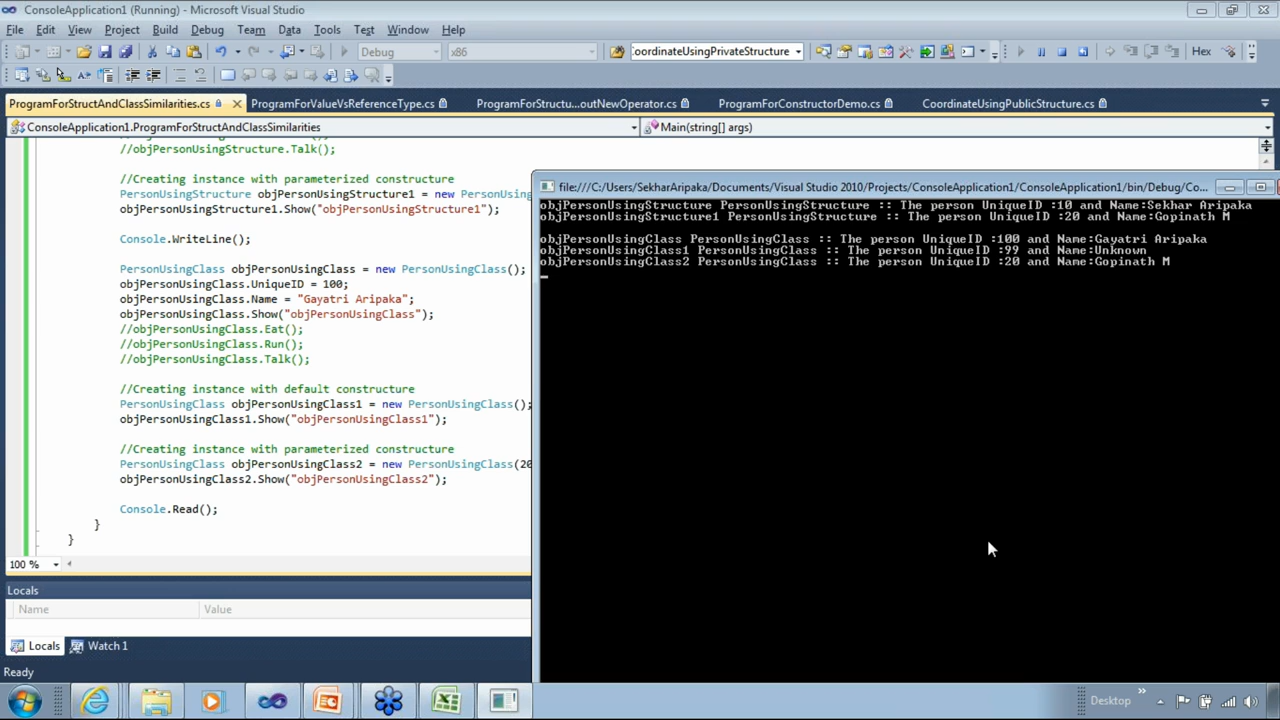 ConsoleApplication1 (Running) - Microsoft Visual Studio
File Edit View Project Build Debug Team Data Tools Test Window Help
Debug x86 CoordinateUsingPrivateStructure Hex
ProgramForStructAndClassSimilarities.cs ProgramForValueVsReferenceType.cs ProgramForStructu...outNewOperator.cs ProgramForConstructorDemo.cs CoordinateUsingPublicStructure.cs
ConsoleApplication1.ProgramForStructAndClassSimilarities Main(string[] args)
//objPersonUsingStructure.Talk();
//Creating instance with parameterized constructure
PersonUsingStructure objPersonUsingStructure1 = new PersonUsing
objPersonUsingStructure1.Show("objPersonUsingStructure1");
Console.WriteLine();
PersonUsingClass objPersonUsingClass = new PersonUsingClass();
objPersonUsingClass.UniqueID = 100;
objPersonUsingClass.Name = "Gayatri Aripaka";
objPersonUsingClass.Show("objPersonUsingClass");
//objPersonUsingClass.Eat();
//objPersonUsingClass.Run();
//objPersonUsingClass.Talk();
//Creating instance with default constructure
PersonUsingClass objPersonUsingClass1 = new PersonUsingClass();
objPersonUsingClass1.Show("objPersonUsingClass1");
//Creating instance with parameterized constructure
PersonUsingClass objPersonUsingClass2 = new PersonUsingClass(20
objPersonUsingClass2.Show("objPersonUsingClass2");
Console.Read();
}
}
100 %
file:///C:/Users/SekharAripaka/Documents/Visual Studio 2010/Projects/ConsoleApplication1/ConsoleApplication1/bin/Debug/Co...
objPersonUsingStructure PersonUsingStructure :: The person UniqueID :10 and Name:Sekhar Aripaka
objPersonUsingStructure1 PersonUsingStructure :: The person UniqueID :20 and Name:Gopinath M
objPersonUsingClass PersonUsingClass :: The person UniqueID :100 and Name:Gayatri Aripaka
objPersonUsingClass1 PersonUsingClass :: The person UniqueID :99 and Name:Unknown
objPersonUsingClass2 PersonUsingClass :: The person UniqueID :20 and Name:Gopinath M
Locals
Name Value
Locals Watch 1
Ready
Desktop